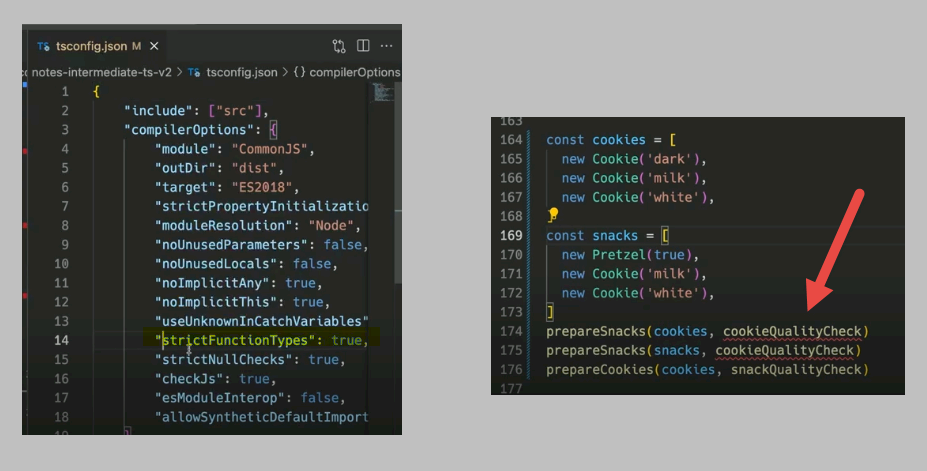 tsconfig.json M
notes-intermediate-ts-v2 > tsconfig.json > {} compilerOptions
1 {
2 "include": ["src"],
3 "compilerOptions": {
4 "module": "CommonJS",
5 "outDir": "dist",
6 "target": "ES2018",
7 "strictPropertyInitializatio
8 "moduleResolution": "Node",
9 "noUnusedParameters": false,
10 "noUnusedLocals": false,
11 "noImplicitAny": true,
12 "noImplicitThis": true,
13 "useUnknownInCatchVariables"
14 "strictFunctionTypes": true,
15 "strictNullChecks": true,
16 "checkJs": true,
17 "esModuleInterop": false,
18 "allowSyntheticDefaultImport
163
164 const cookies = [
165 new Cookie('dark'),
166 new Cookie('milk'),
167 new Cookie('white'),
168 ]
169 const snacks = [
170 new Pretzel(true),
171 new Cookie('milk'),
172 new Cookie('white'),
173 ]
174 prepareSnacks(cookies, cookieQualityCheck)
175 prepareSnacks(snacks, cookieQualityCheck)
176 prepareCookies(cookies, snackQualityCheck)
177